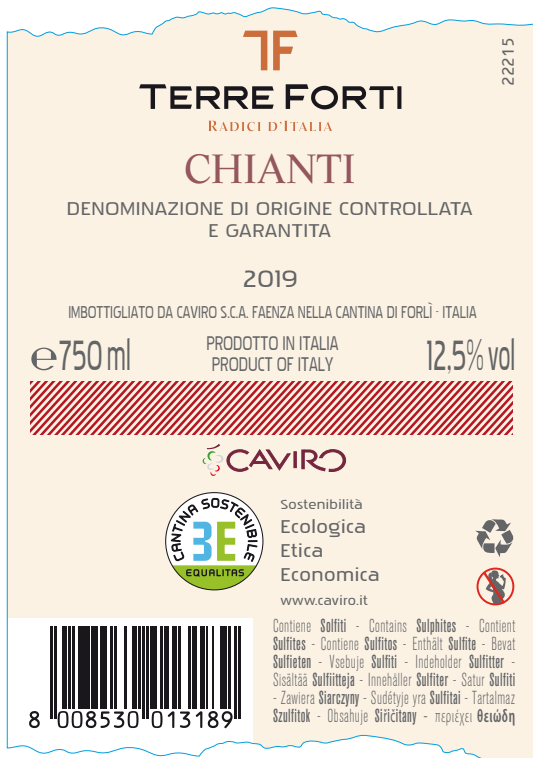 TF
22215
TERRE FORTI
RADICI D'ITALIA
CHIANTI
DENOMINAZIONE DI ORIGINE CONTROLLATA
E GARANTITA
2019
IMBOTTIGLIATO DA CAVIRO S.C.A. FAENZA NELLA CANTINA DI FORLÌ - ITALIA
℮750 ml
PRODOTTO IN ITALIA
PRODUCT OF ITALY
12,5% vol
CAVIRO
CANTINA SOSTENIBILE
3E
EQUALITAS
Sostenibilità
Ecologica
Etica
Economica
www.caviro.it
Contiene Solfiti - Contains Sulphites - Contient
Sulfites - Contiene Sulfitos - Enthält Sulfite - Bevat
Sulfieten - Vsebuje Sulfiti - Indeholder Sulfitter -
Sisältää Sulfiitteja - Innehåller Sulfiter - Satur Sulfiti
- Zawiera Siarczyny - Sudėtyje yra Sulfitai - Tartalmaz
Szulfitok - Obsahuje Siřičitany - περιέχει θειώδη
8 008530 013189